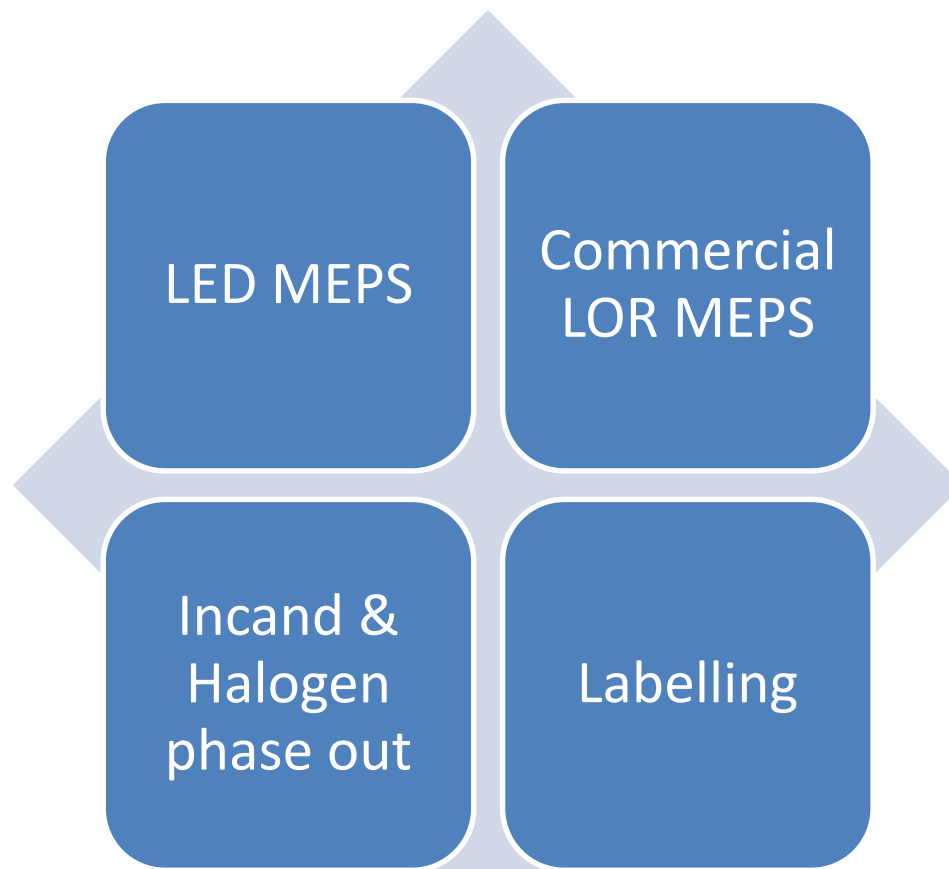 LED MEPS
Commercial
LOR MEPS
Incand &
Halogen
phase out
Labelling